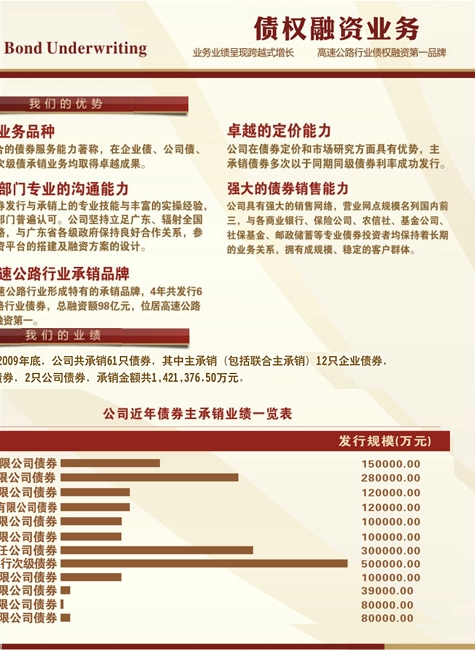 债权融资业务
Bond Underwriting
业务业绩呈现跨越式增长 高速公路行业债权融资第一品牌
我们的优势
业务品种
合的债券服务能力著称，在企业债、公司债、
次级债承销业务均取得卓越成果。
部门专业的沟通能力
券发行与承销上的专业技能与丰富的实操经验，
部门普遍认可。公司坚持立足广东、辐射全国
略，与广东省各级政府保持良好合作关系，参
资平台的搭建及融资方案的设计。
速公路行业承销品牌
速公路行业形成特有的承销品牌，4年共发行6
路行业债券，总融资额98亿元，位居高速公路
融资第一。
卓越的定价能力
公司在债券定价和市场研究方面具有优势，主
承销债券多次以于同期同级债券利率成功发行。
强大的债券销售能力
公司具有强大的销售网络，营业网点规模名列国内前
三，与各商业银行、保险公司、农信社、基金公司、
社保基金、邮政储蓄等专业债券投资者均保持着长期
的业务关系，拥有成规模、稳定的客户群体。
我们的业绩
2009年底，公司共承销61只债券，其中主承销（包括联合主承销）12只企业债券，
债券，2只公司债券，承销金额共1,421,376.50万元。
公司近年债券主承销业绩一览表
发行规模(万元)
限公司债券 150000.00
限公司债券 280000.00
限公司债券 120000.00
有限公司债券 120000.00
限公司债券 100000.00
限公司债券 100000.00
任公司债券 300000.00
行次级债券 500000.00
限公司债券 100000.00
限公司债券 39000.00
限公司债券 80000.00
限公司债券 80000.00